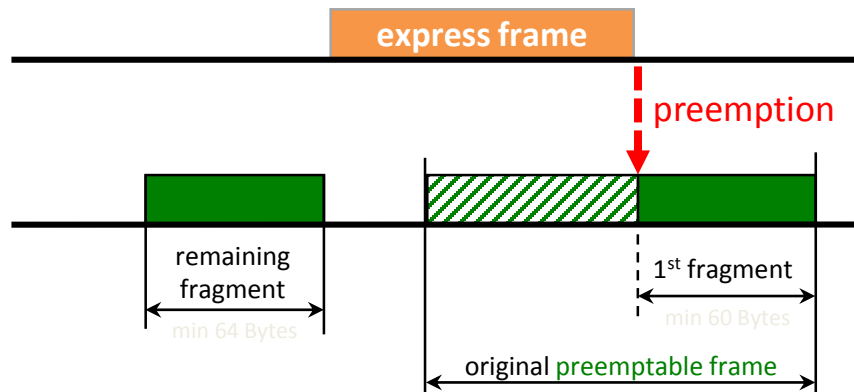 express frame
preemption
remaining
fragment
min 64 Bytes
1st fragment
min 60 Bytes
original preemptable frame